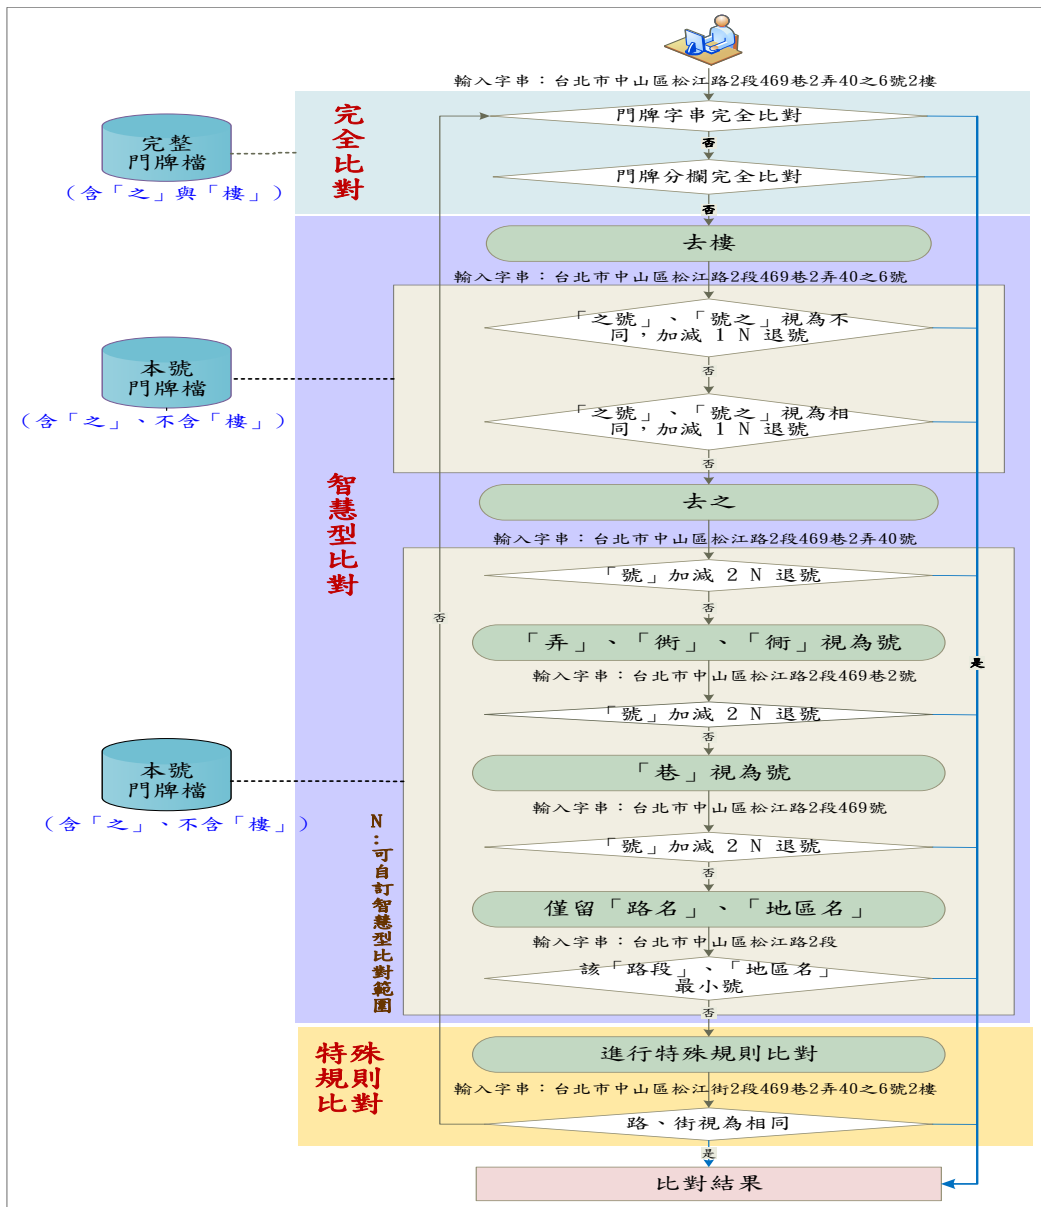 輸入字串：台北市中山區松江路2段469巷2弄40之6號2樓
完全比對
完整
門牌檔
（含「之」與「樓」）
門牌字串完全比對
否
門牌分欄完全比對
否
去樓
輸入字串：台北市中山區松江路2段469巷2弄40之6號
「之號」、「號之」視為不
同，加減 1 N 退號
否
本號
門牌檔
（含「之」、不含「樓」）
「之號」、「號之」視為相
同，加減 1 N 退號
否
智慧型比對
去之
輸入字串：台北市中山區松江路2段469巷2弄40號
「號」加減 2 N 退號
否
否
「弄」、「衖」、「衕」視為號
是
輸入字串：台北市中山區松江路2段469巷2號
「號」加減 2 N 退號
否
本號
門牌檔
（含「之」、不含「樓」）
「巷」視為號
輸入字串：台北市中山區松江路2段469號
「號」加減 2 N 退號
否
N：可自訂智慧型比對範圍
僅留「路名」、「地區名」
輸入字串：台北市中山區松江路2段
該「路段」、「地區名」
最小號
否
特殊
規則
比對
進行特殊規則比對
輸入字串：台北市中山區松江街2段469巷2弄40之6號2樓
路、街視為相同
是
比對結果